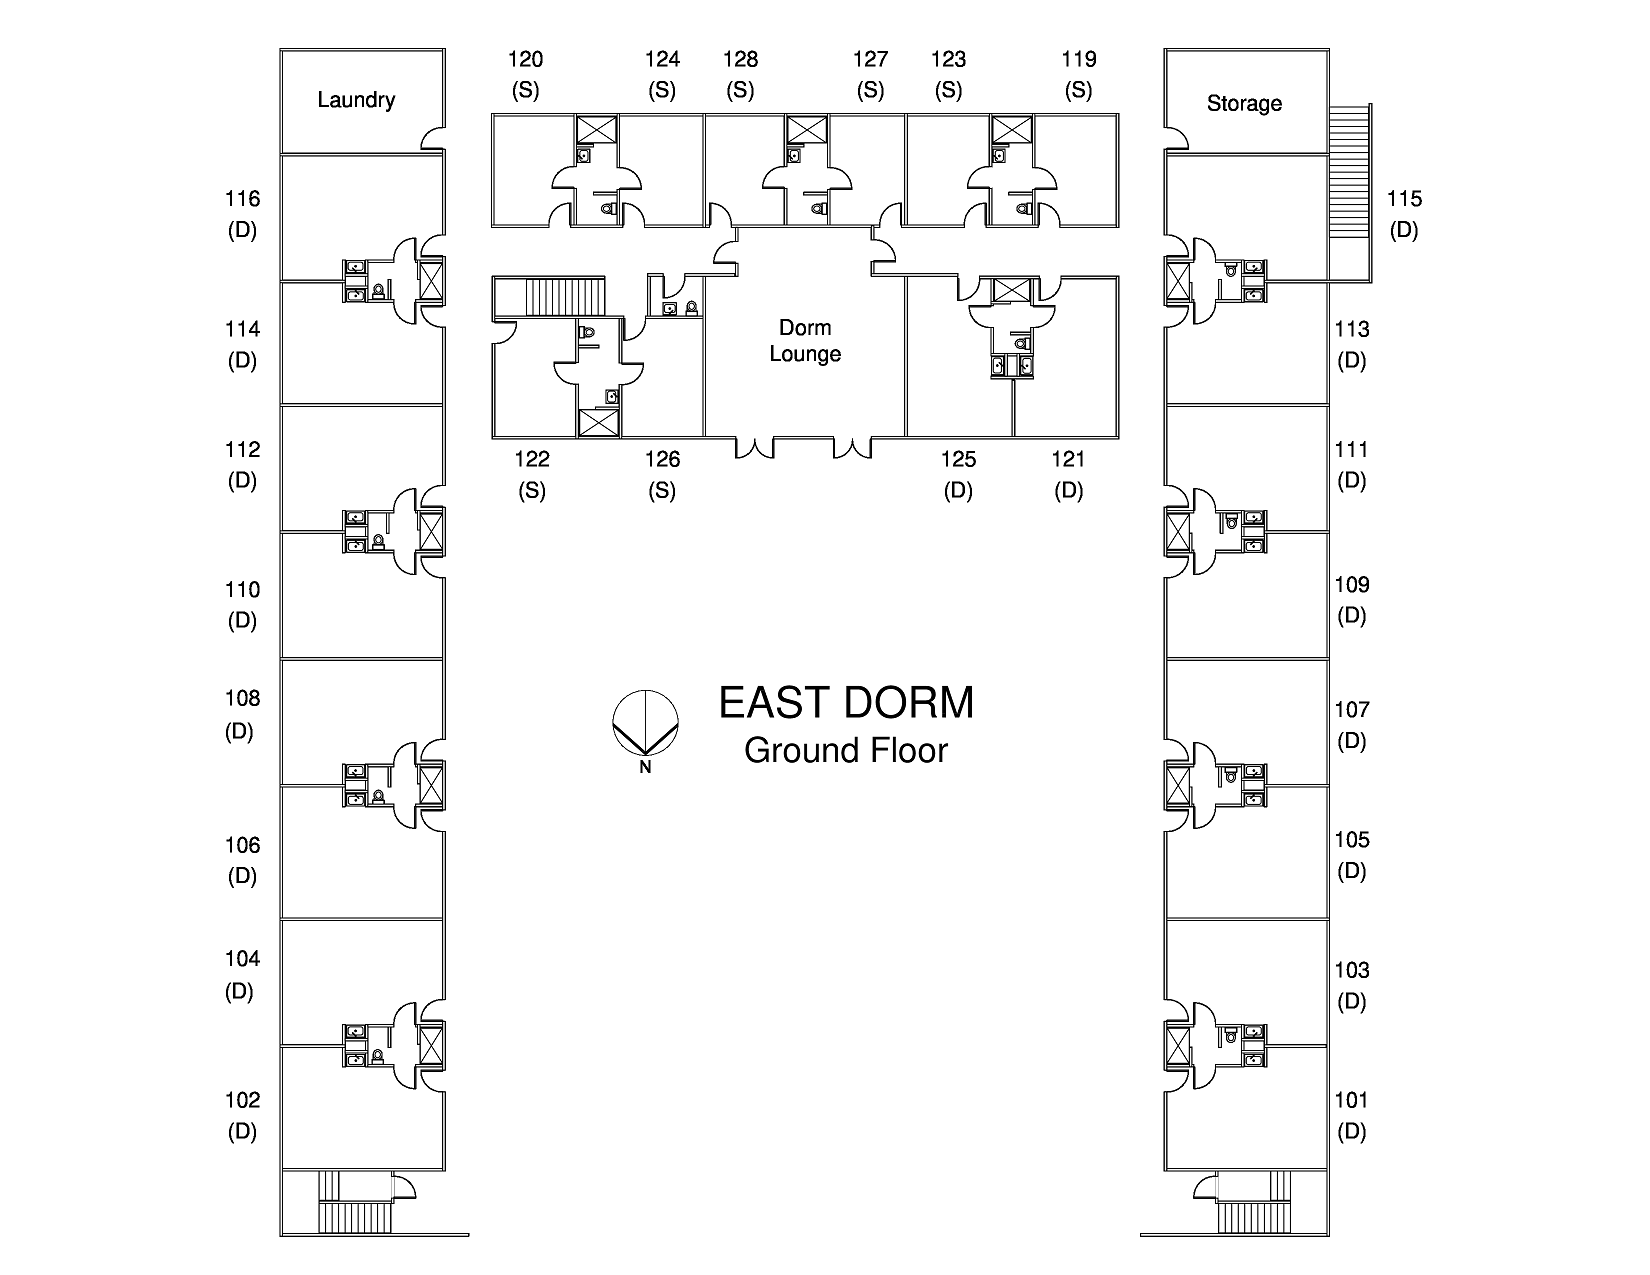 120 124 128 127 123 119
(S) (S) (S) (S) (S) (S)
Laundry
Storage
116
(D)
115
(D)
114
(D)
Dorm
Lounge
113
(D)
112
(D)
122 126 125 121
(S) (S) (D) (D)
111
(D)
110
(D)
109
(D)
108
(D)
EAST DORM
Ground Floor
N
107
(D)
106
(D)
105
(D)
104
(D)
103
(D)
102
(D)
101
(D)